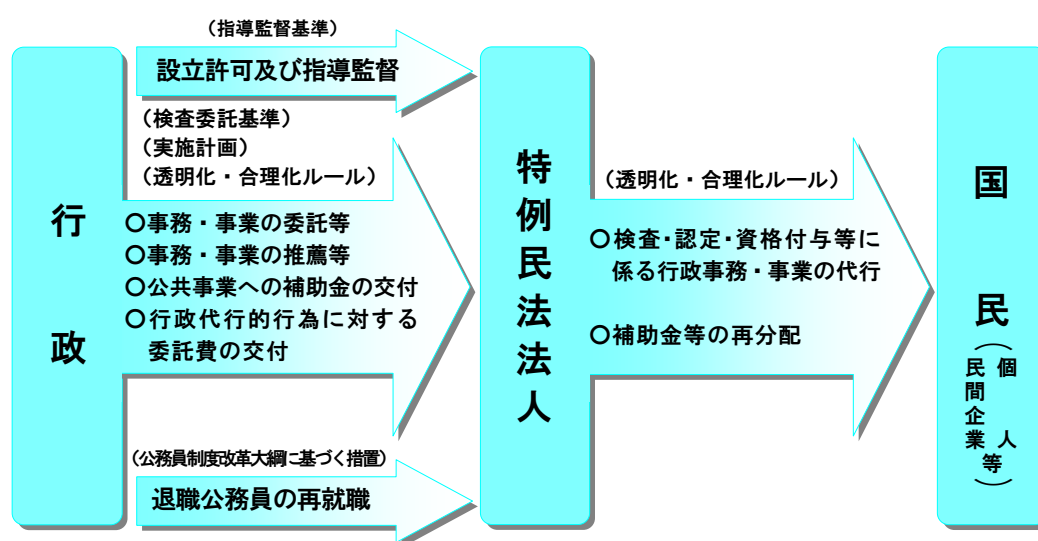 行政
（指導監督基準）
設立許可及び指導監督
（検査委託基準）
（実施計画）
（透明化・合理化ルール）
○事務・事業の委託等
○事務・事業の推薦等
○公共事業への補助金の交付
○行政代行的行為に対する
委託費の交付
（公務員制度改革大綱に基づく措置）
退職公務員の再就職
特例民法法人
（透明化・合理化ルール）
○検査・認定・資格付与等に
係る行政事務・事業の代行
○補助金等の再分配
国民
（個人
民間企業等）